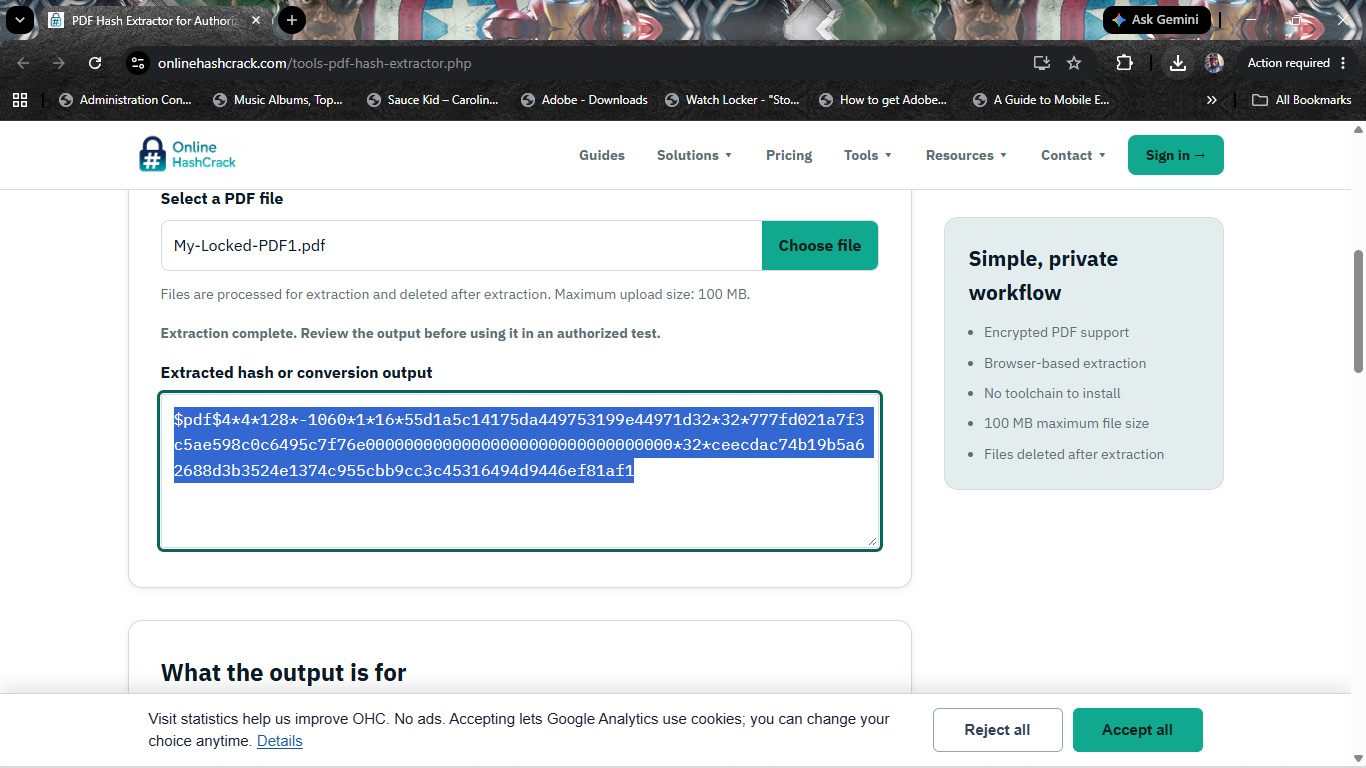 PDF Hash Extractor for Authori
Ask Gemini
onlinehashcrack.com/tools-pdf-hash-extractor.php
Action required
Administration Con...
Music Albums, Top...
Sauce Kid – Carolin...
Adobe - Downloads
Watch Locker - "Sto...
How to get Adobe...
A Guide to Mobile E...
»
All Bookmarks
Online
HashCrack
Guides
Solutions
Pricing
Tools
Resources
Contact
Sign in →
Select a PDF file
My-Locked-PDF1.pdf
Choose file
Files are processed for extraction and deleted after extraction. Maximum upload size: 100 MB.
Extraction complete. Review the output before using it in an authorized test.
Extracted hash or conversion output
$pdf$4*4*128*-1060*1*16*55d1a5c14175da449753199e44971d32*32*777fd021a7f3
c5ae598c0c6495c7f76e00000000000000000000000000000000*32*ceecdac74b19b5a6
2688d3b3524e1374c955cbb9cc3c45316494d9446ef81af1
Simple, private
workflow
• Encrypted PDF support
• Browser-based extraction
• No toolchain to install
• 100 MB maximum file size
• Files deleted after extraction
What the output is for
Visit statistics help us improve OHC. No ads. Accepting lets Google Analytics use cookies; you can change your
choice anytime. Details
Reject all
Accept all